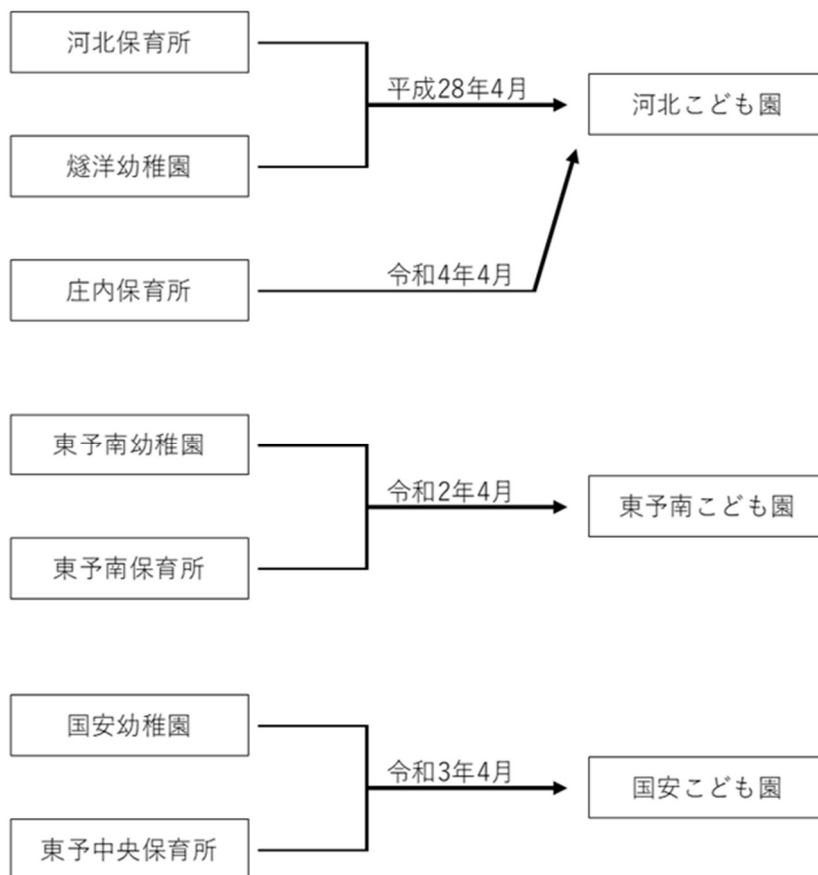 河北保育所
平成28年4月
河北こども園
燧洋幼稚園
庄内保育所
令和4年4月
東予南幼稚園
令和2年4月
東予南こども園
東予南保育所
国安幼稚園
令和3年4月
国安こども園
東予中央保育所